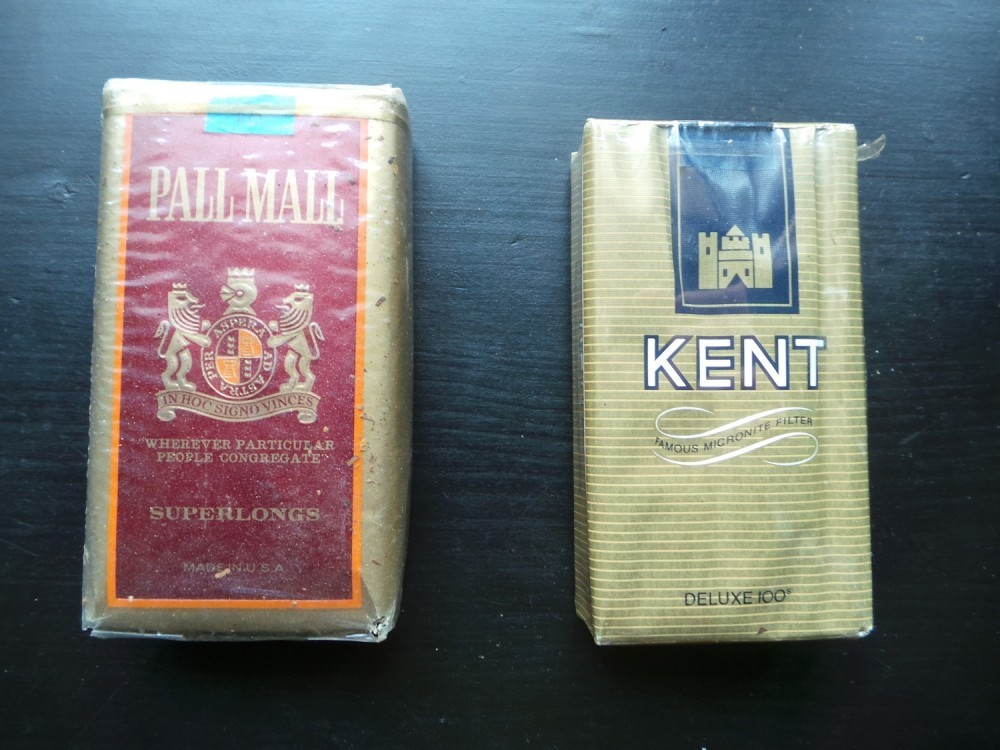 PALL MALL
PER ASPERA AD ASTRA
IN HOC SIGNO VINCES
"WHEREVER PARTICULAR
PEOPLE CONGREGATE"
SUPERLONGS
MADE IN U.S.A
KENT
FAMOUS MICRONITE FILTER
DELUXE 100s